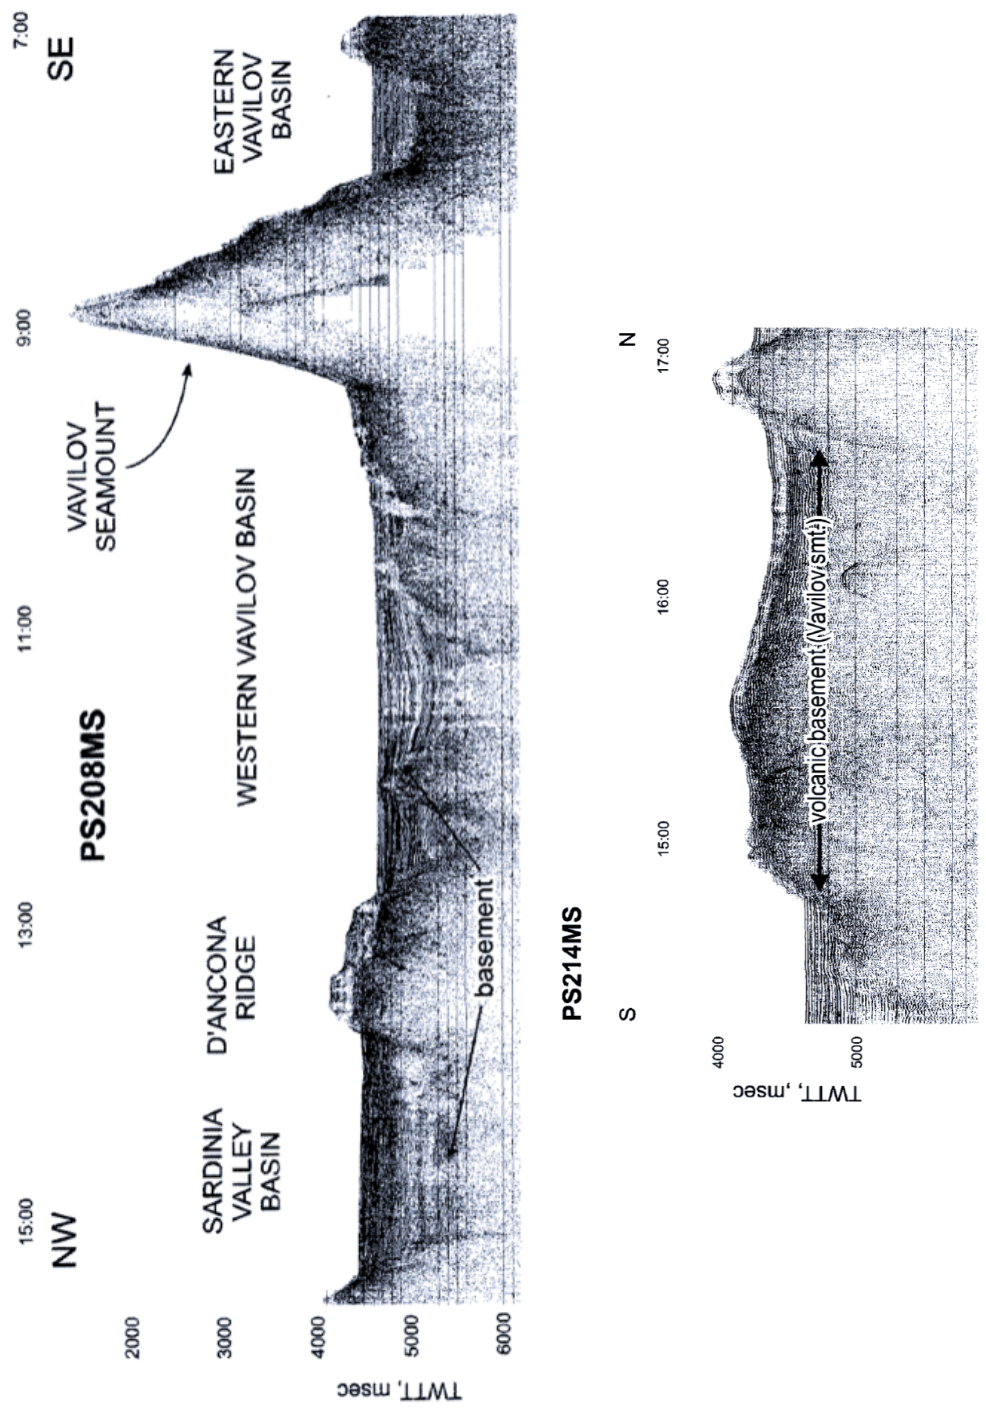 PS208MS
NW
SE
15:00
13:00
11:00
9:00
7:00
SARDINIA
VALLEY
BASIN
D'ANCONA
RIDGE
WESTERN VAVILOV BASIN
VAVILOV
SEAMOUNT
EASTERN
VAVILOV
BASIN
basement
2000
3000
4000
5000
6000
TWTT, msec
PS214MS
S
N
15:00
16:00
17:00
volcanic basement (Vavilov smt.)
4000
5000
TWTT, msec